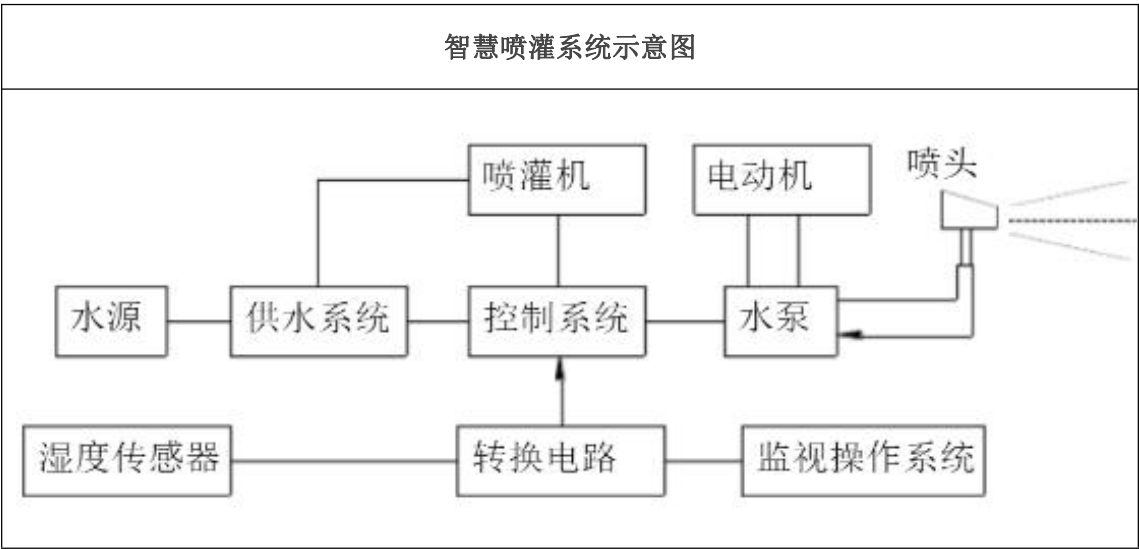 智慧喷灌系统示意图
喷灌机
电动机
喷头
水源
供水系统
控制系统
水泵
湿度传感器
转换电路
监视操作系统